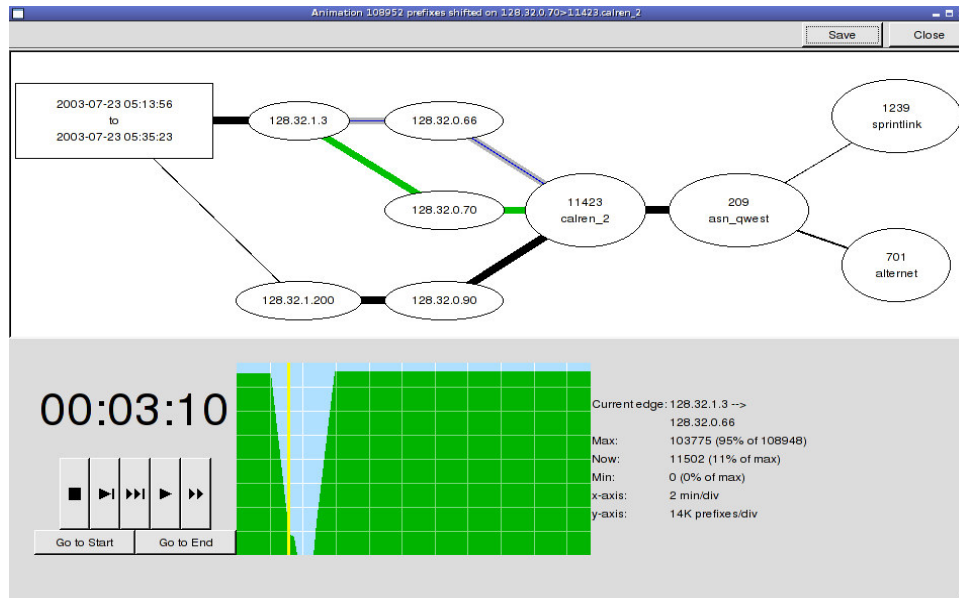 Animation 108952 prefixes shifted on 128.32.0.70>11423.calren_2
Save
Close
2003-07-23 05:13:56
to
2003-07-23 05:35:23
128.32.1.3
128.32.0.66
1239
sprintlink
128.32.0.70
11423
calren_2
209
asn_qwest
701
alternet
128.32.1.200
128.32.0.90
00:03:10
Go to Start
Go to End
Current edge: 128.32.1.3 -->
128.32.0.66
Max: 103775 (95% of 108948)
Now: 11502 (11% of max)
Min: 0 (0% of max)
x-axis: 2 min/div
y-axis: 14K prefixes/div